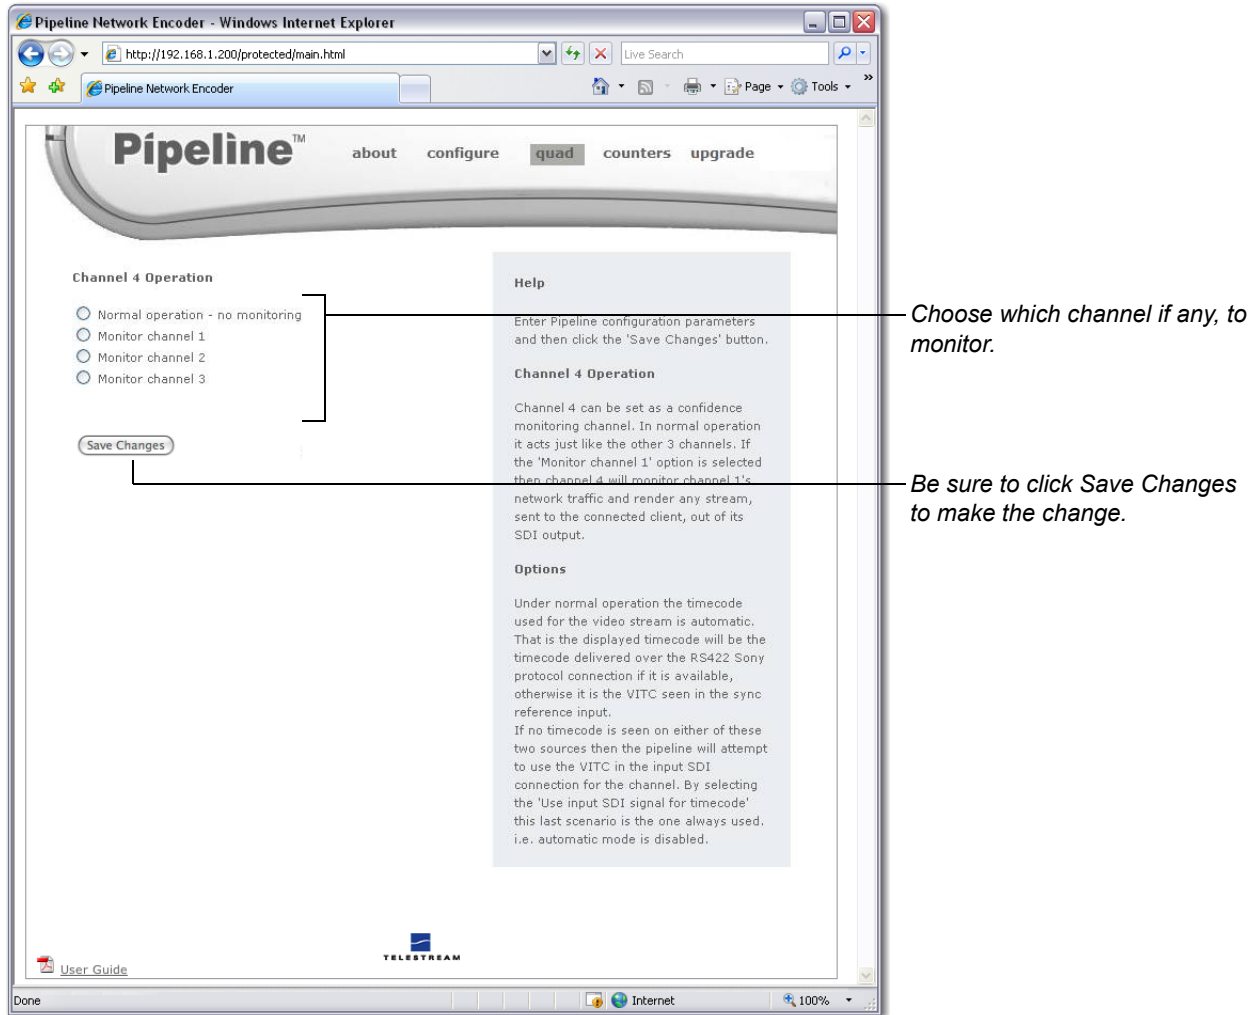 Pipeline Network Encoder - Windows Internet Explorer
http://192.168.1.200/protected/main.html
Live Search
Pipeline Network Encoder
Page
Tools
Pipeline™
about configure quad counters upgrade
Channel 4 Operation
Normal operation - no monitoring
Monitor channel 1
Monitor channel 2
Monitor channel 3
Save Changes
Help
Enter Pipeline configuration parameters
and then click the 'Save Changes' button.
Channel 4 Operation
Channel 4 can be set as a confidence
monitoring channel. In normal operation
it acts just like the other 3 channels. If
the 'Monitor channel 1' option is selected
then channel 4 will monitor channel 1's
network traffic and render any stream,
sent to the connected client, out of its
SDI output.
Options
Under normal operation the timecode
used for the video stream is automatic.
That is the displayed timecode will be the
timecode delivered over the RS422 Sony
protocol connection if it is available,
otherwise it is the VITC seen in the sync
reference input.
If no timecode is seen on either of these
two sources then the pipeline will attempt
to use the VITC in the input SDI
connection for the channel. By selecting
the 'Use input SDI signal for timecode'
this last scenario is the one always used.
i.e. automatic mode is disabled.
Choose which channel if any, to
monitor.
Be sure to click Save Changes
to make the change.
TELESTREAM
User Guide
Done
Internet
100%